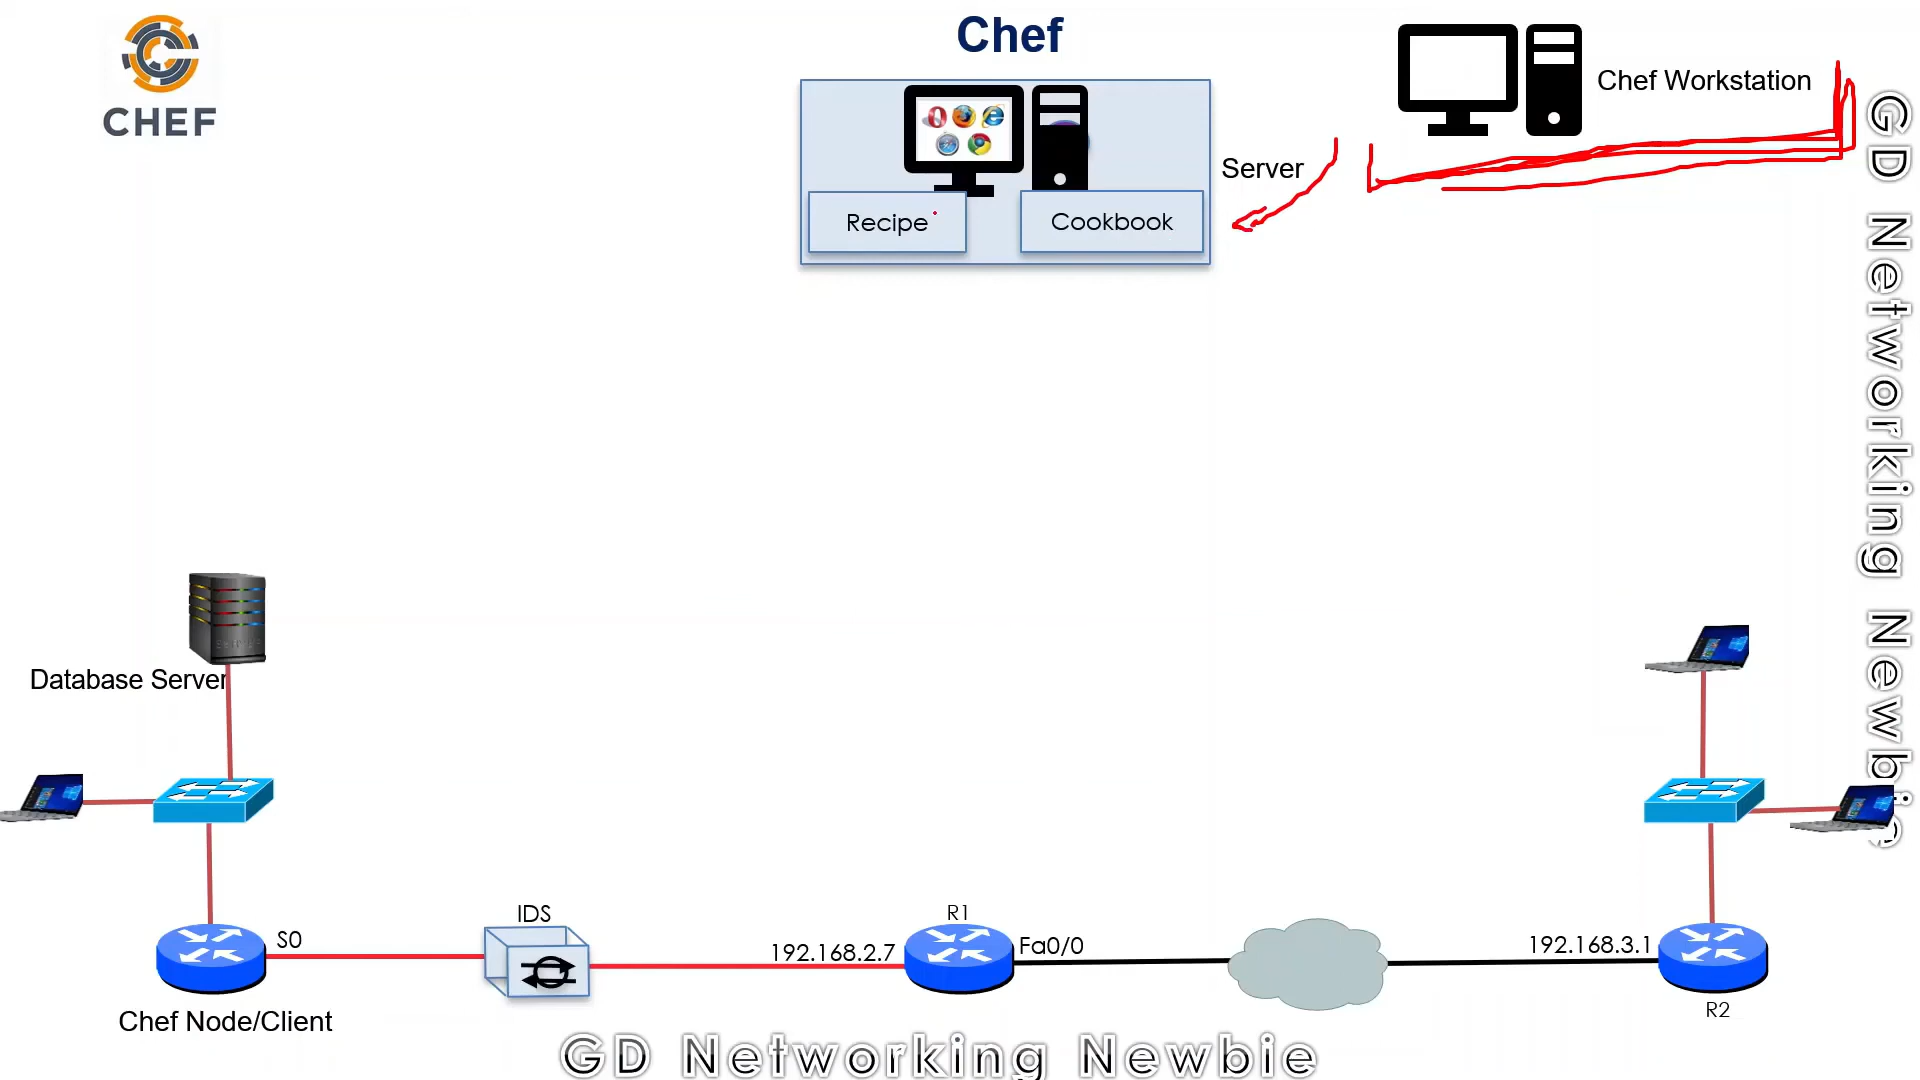 Chef
CHEF
Chef Workstation
Server
Recipe
Cookbook
GD Networking Newbie
Database Server
IDS
R1
S0
192.168.2.7
Fa0/0
192.168.3.1
R2
Chef Node/Client
GD Networking Newbie